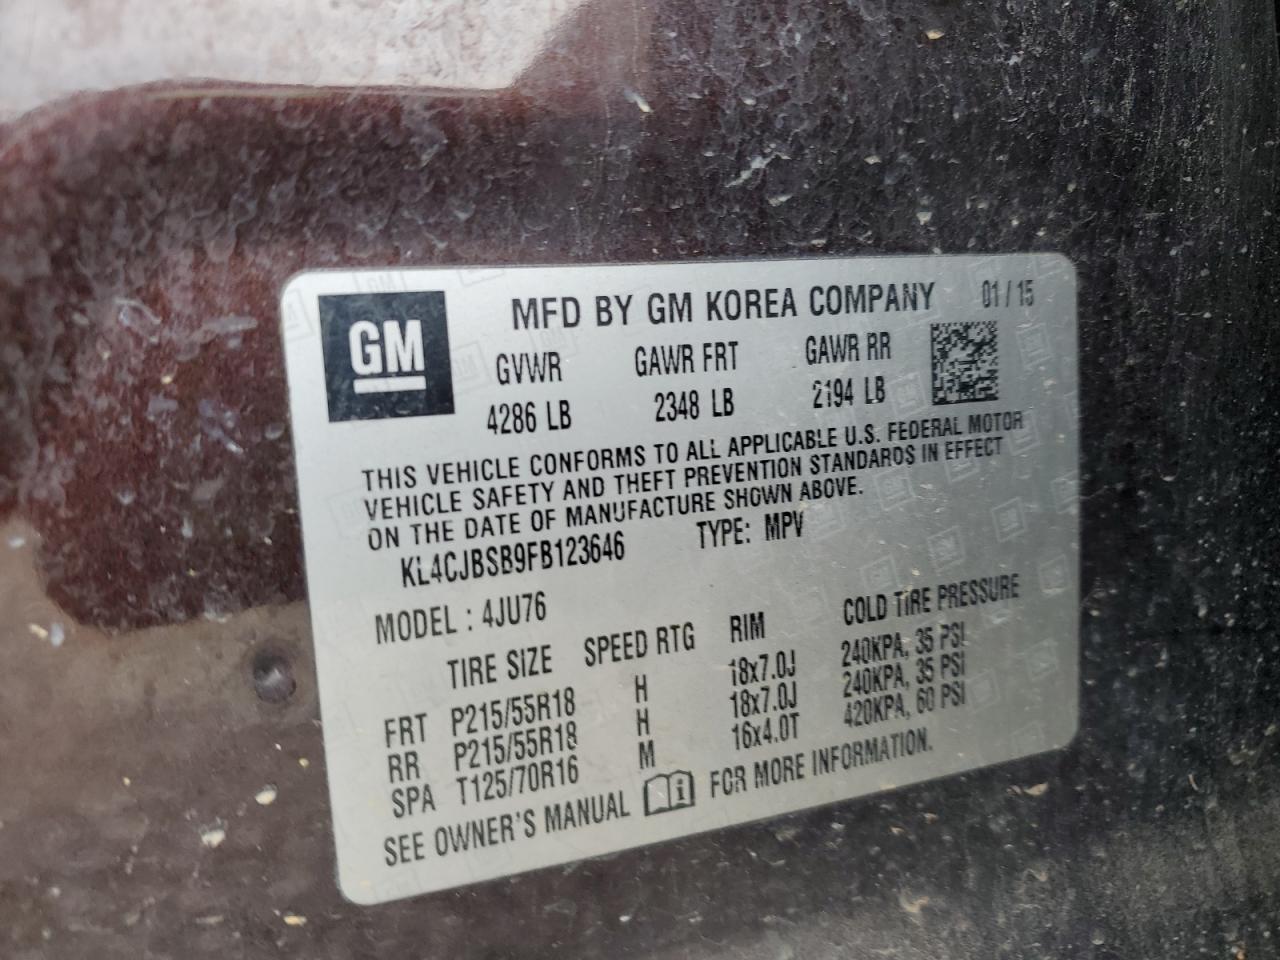 GM
MFD BY GM KOREA COMPANY 01 / 15
GVWR GAWR FRT GAWR RR
4286 LB 2348 LB 2194 LB
THIS VEHICLE CONFORMS TO ALL APPLICABLE U.S. FEDERAL MOTOR
VEHICLE SAFETY AND THEFT PREVENTION STANDARDS IN EFFECT
ON THE DATE OF MANUFACTURE SHOWN ABOVE.
KL4CJBSB9FB123646 TYPE: MPV
MODEL : 4JU76
TIRE SIZE SPEED RTG RIM COLD TIRE PRESSURE
FRT P215/55R18 H 18x7.0J 240KPA, 35 PSI
RR P215/55R18 H 18x7.0J 240KPA, 35 PSI
SPA T125/70R16 M 16x4.0T 420KPA, 60 PSI
SEE OWNER'S MANUAL i FOR MORE INFORMATION.